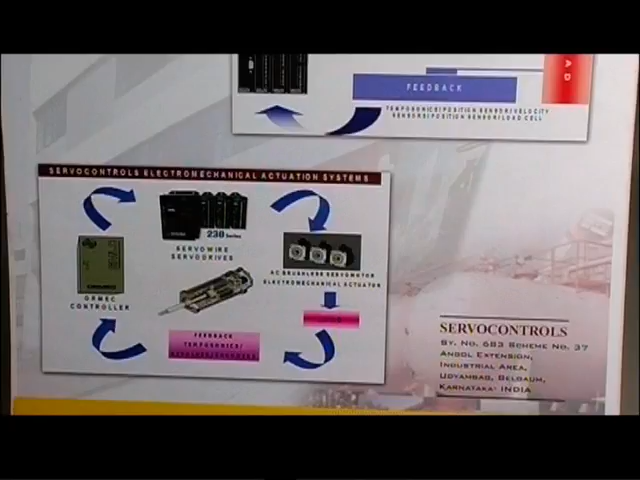 AD
FEEDBACK
TEMPOSONICS/POSITION SENSOR/VELOCITY
SENSORS/POSITION SENSOR/LOAD CELL
SERVOCONTROLS ELECTROMECHANICAL ACTUATION SYSTEMS
230 Series
SERVOWIRE
SERVODRIVES
AC BRUSHLESS SERVOMOTOR
ELECTROMECHANICAL ACTUATOR
ORMEC
CONTROLLER
FEEDBACK
TEMPOSONICS/
SERVOCONTROLS
SY. NO. 683 SCHEME NO. 37
ANGOL EXTENSION,
INDUSTRIAL AREA,
UDYAMBAG, BELGAUM,
KARNATAKA- INDIA